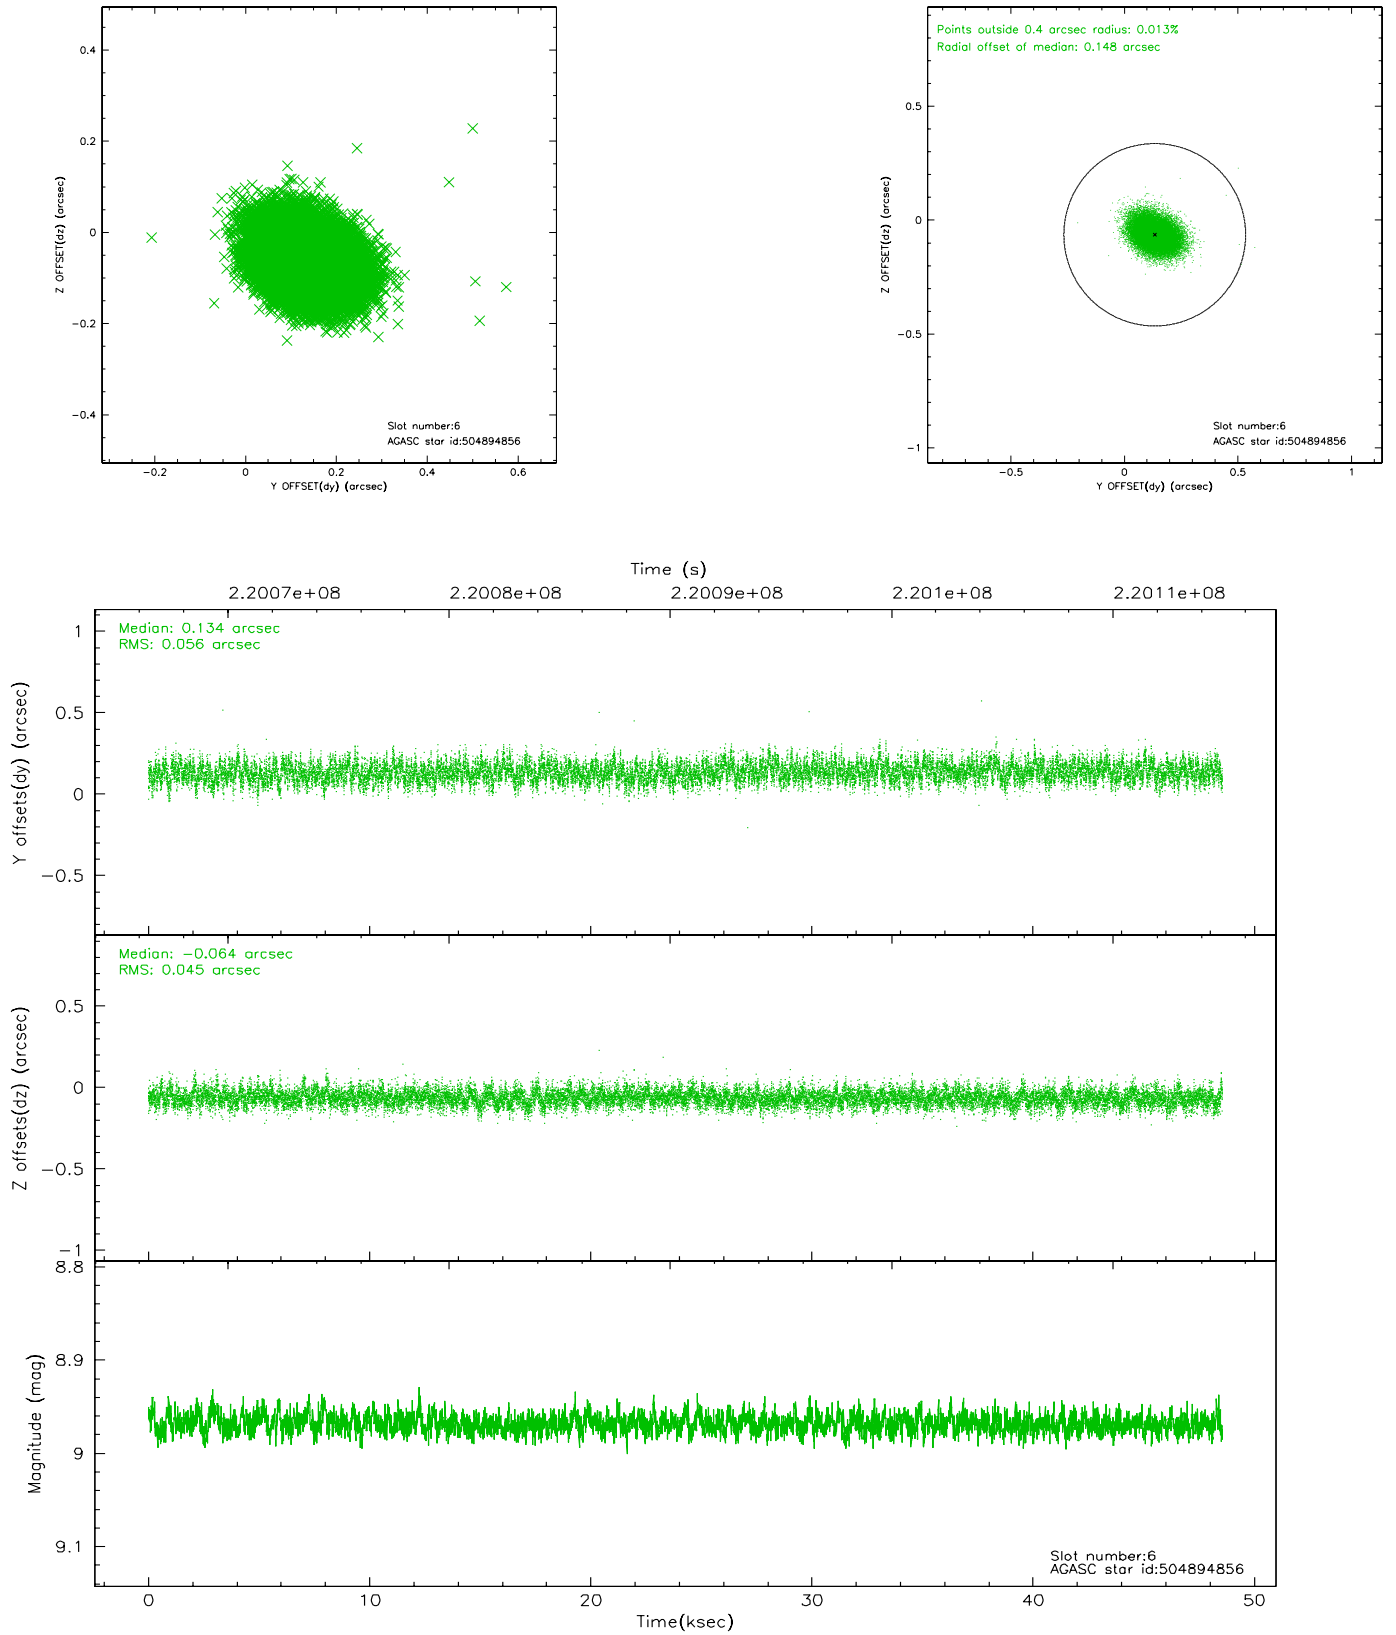 0.4
0.2
0
−0.2
−0.4
Z OFFSET(dz) (arcsec)
Slot number:6
AGASC star id:504894856
−0.2 0 0.2 0.4 0.6
Y OFFSET(dy) (arcsec)
Points outside 0.4 arcsec radius: 0.013%
Radial offset of median: 0.148 arcsec
0.5
0
−0.5
−1
Z OFFSET(dz) (arcsec)
Slot number:6
AGASC star id:504894856
−0.5 0 0.5 1
Y OFFSET(dy) (arcsec)
Time (s)
2.2007e+08 2.2008e+08 2.2009e+08 2.201e+08 2.2011e+08
Median: 0.134 arcsec
RMS: 0.056 arcsec
1
0.5
0
−0.5
Y offsets(dy) (arcsec)
Median: −0.064 arcsec
RMS: 0.045 arcsec
0.5
0
−0.5
−1
Z offsets(dz) (arcsec)
8.8
8.9
9
9.1
Magnitude (mag)
Slot number:6
AGASC star id:504894856
0 10 20 30 40 50
Time(ksec)